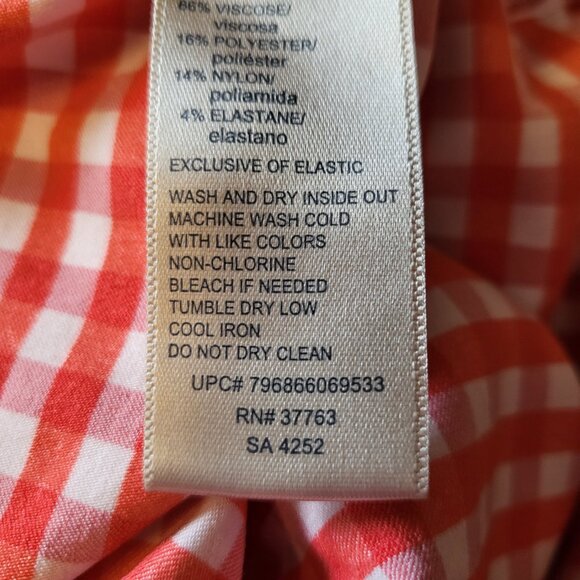 66% VISCOSE/
viscosa
16% POLYESTER/
poliéster
14% NYLON/
poliamida
4% ELASTANE/
elastano
EXCLUSIVE OF ELASTIC
WASH AND DRY INSIDE OUT
MACHINE WASH COLD
WITH LIKE COLORS
NON-CHLORINE
BLEACH IF NEEDED
TUMBLE DRY LOW
COOL IRON
DO NOT DRY CLEAN
UPC# 796866069533
RN# 37763
SA 4252